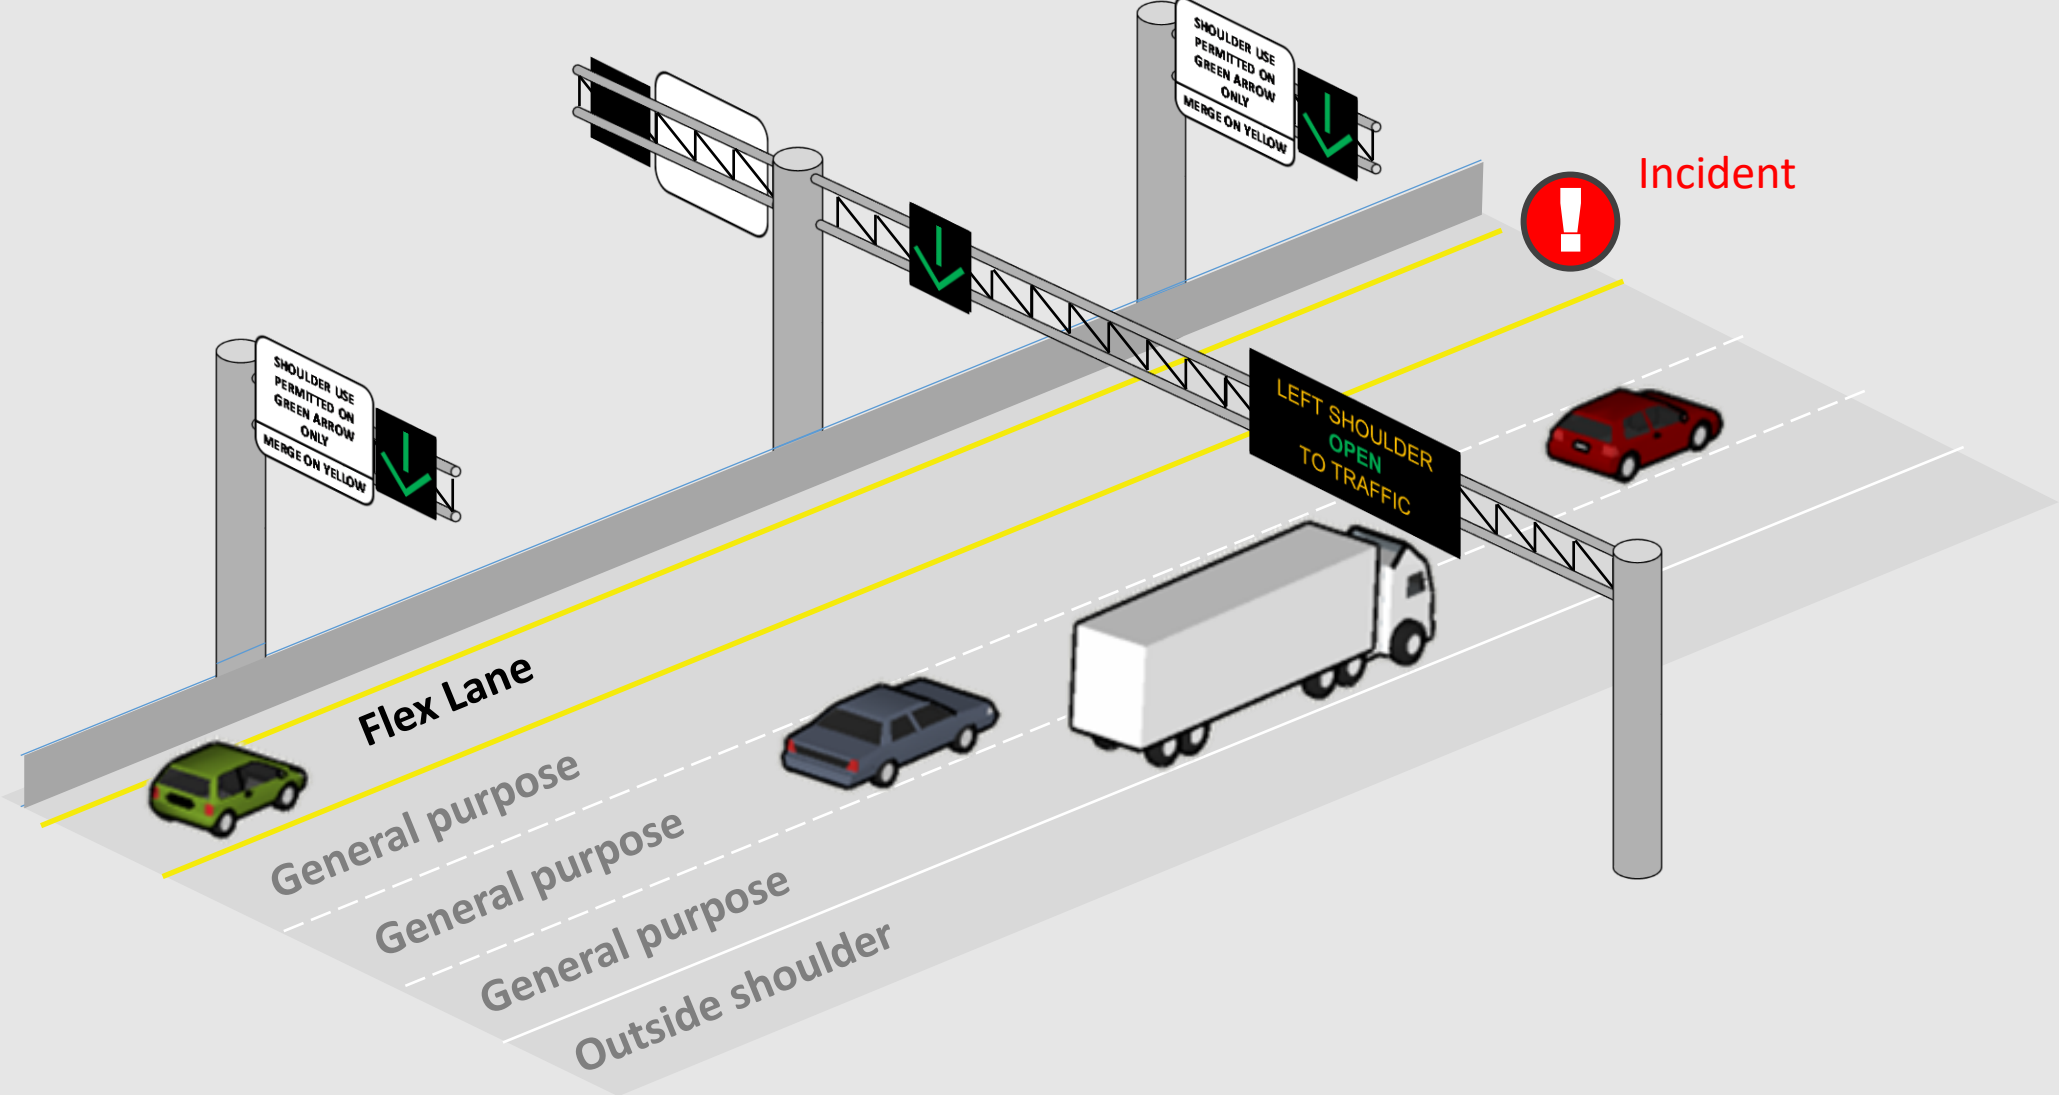 SHOULDER USE
PERMITTED ON
GREEN ARROW
ONLY
MERGE ON YELLOW
Incident
SHOULDER USE
PERMITTED ON
GREEN ARROW
ONLY
MERGE ON YELLOW
LEFT SHOULDER
OPEN
TO TRAFFIC
Flex Lane
General purpose
General purpose
General purpose
Outside shoulder